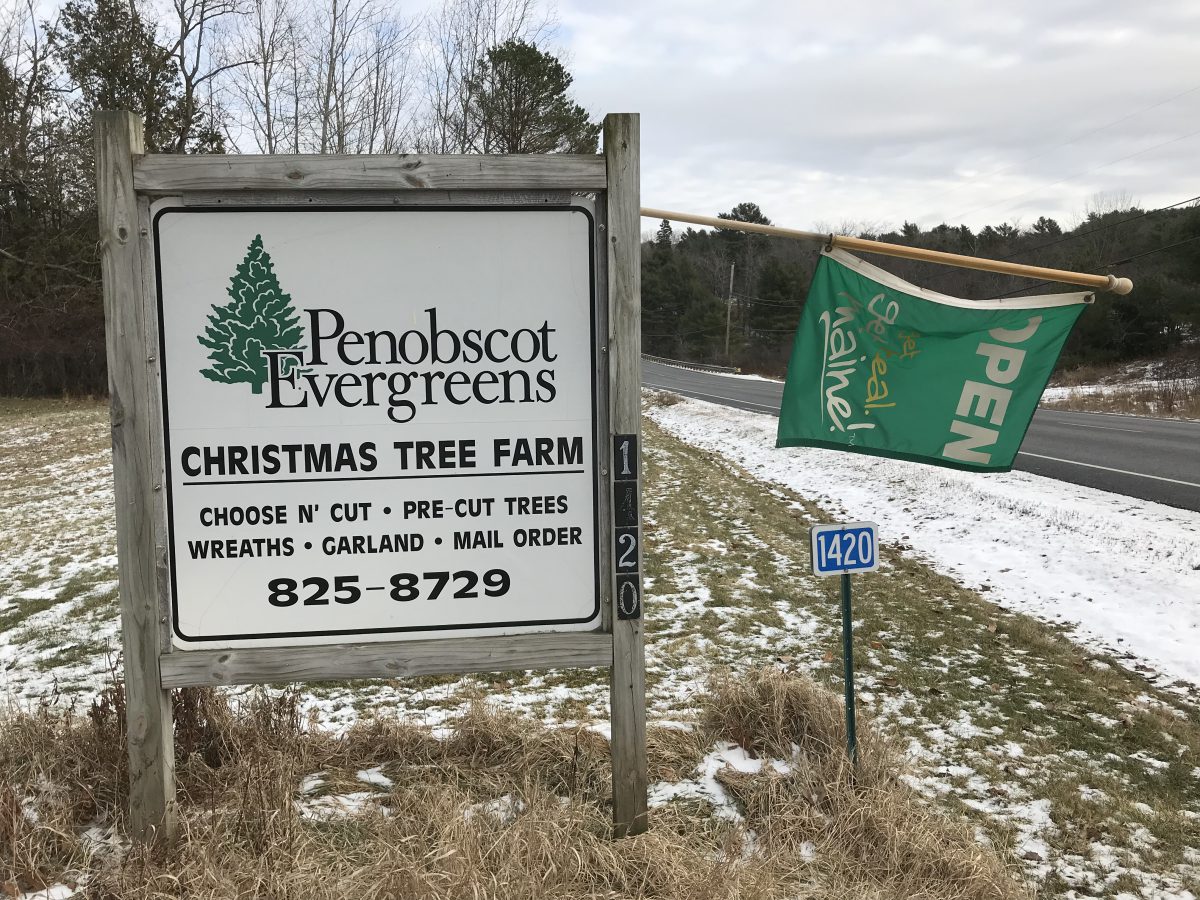 Penobscot
Evergreens
CHRISTMAS TREE FARM
CHOOSE N' CUT • PRE-CUT TREES
WREATHS • GARLAND • MAIL ORDER
825-8729
1
4
2
0
OPEN
get
real.
Maine!
1420